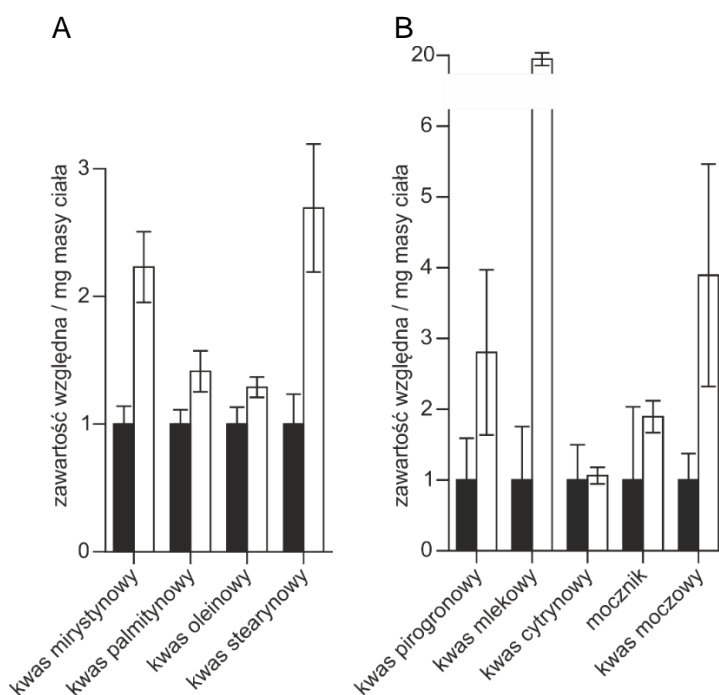 A
zawartość względna / mg masy ciała
3
2
1
0
kwas mirystynowy
kwas palmitynowy
kwas oleinowy
kwas stearynowy
B
zawartość względna / mg masy ciała
20
6
5
4
3
2
1
0
kwas pirogronowy
kwas mlekowy
kwas cytrynowy
mocznik
kwas moczowy